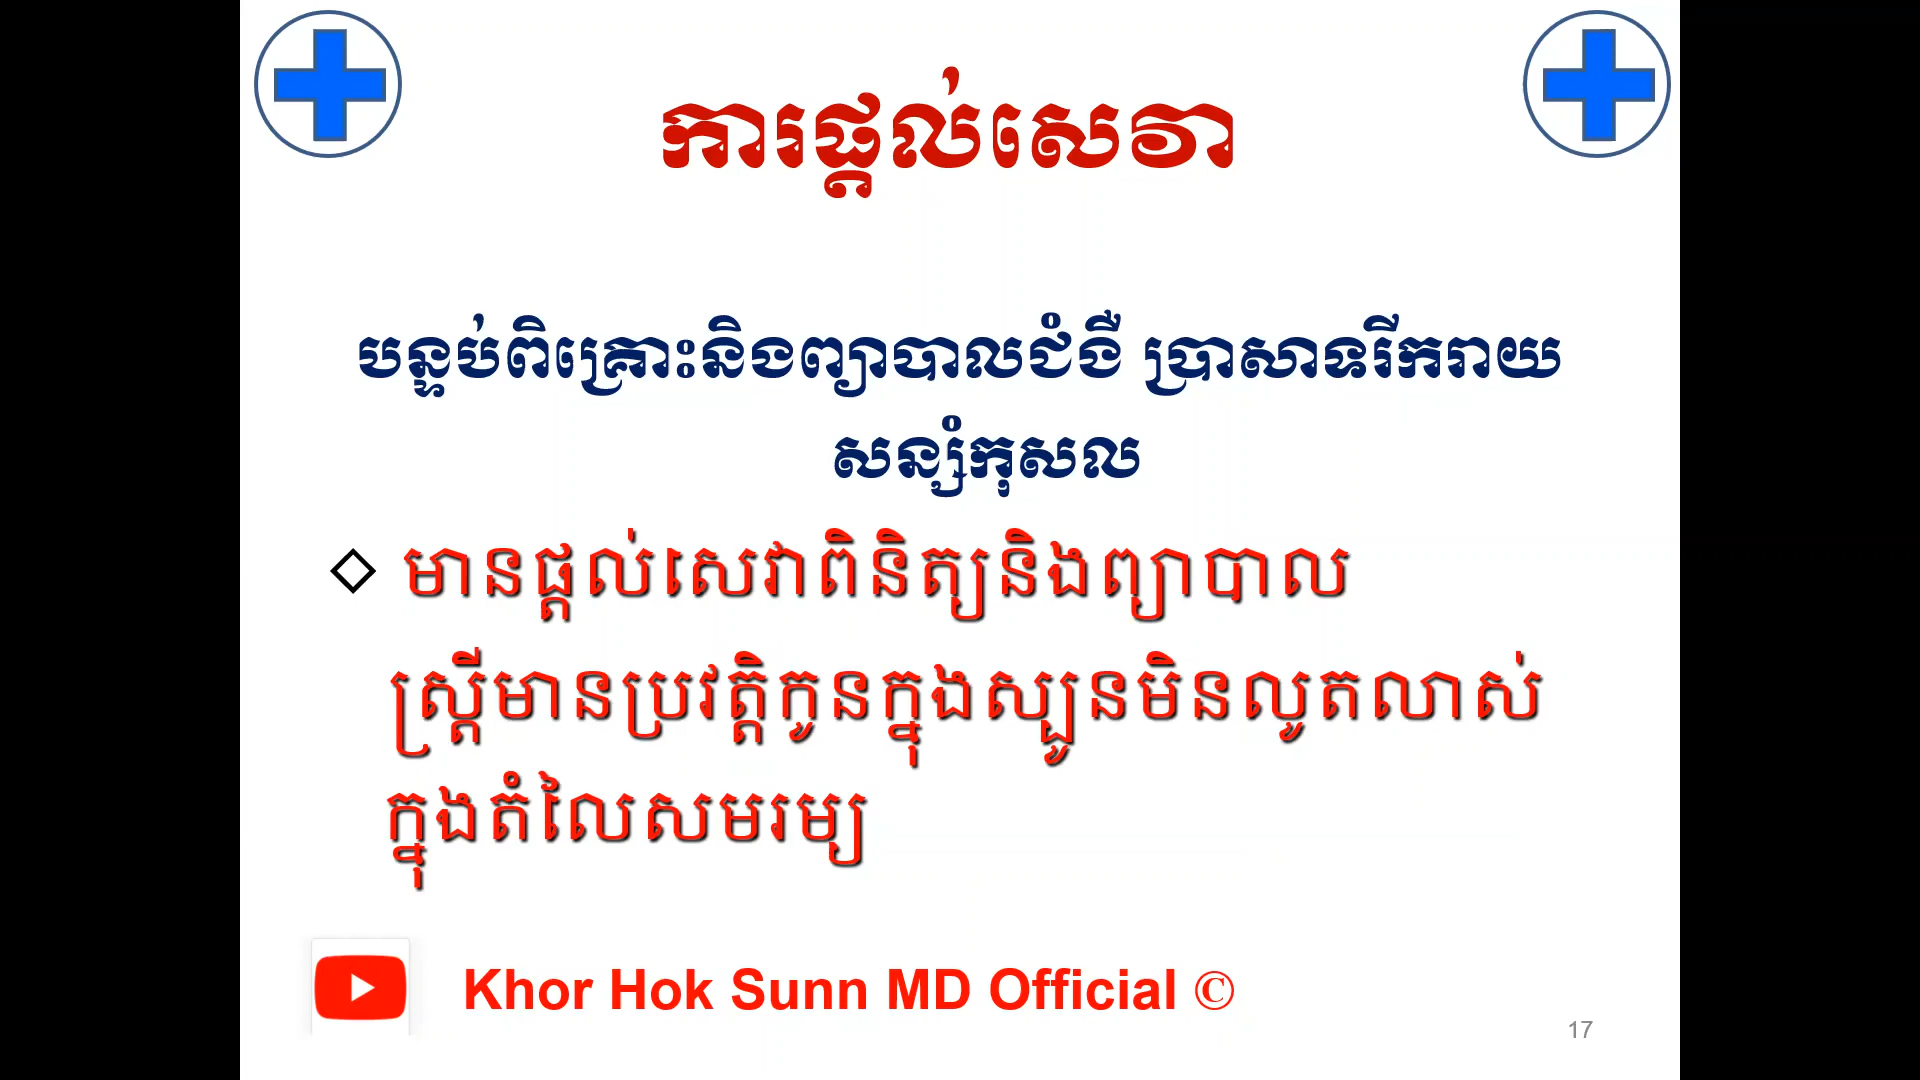 ការផ្តល់សេវា
បន្ទប់ពិគ្រោះនិងព្យាបាលជំងឺ ប្រាសាទរីករាយ
សន្សំកុសល
◇ មានផ្តល់សេវាពិនិត្យនិងព្យាបាល
ស្ត្រីមានប្រវត្តិកូនក្នុងស្បូនមិនលូតលាស់
ក្នុងតំលៃសមរម្យ
Khor Hok Sunn MD Official ©
17